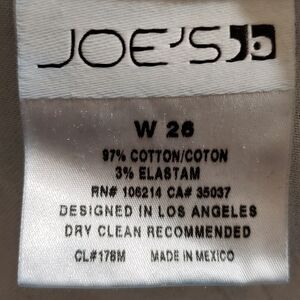 JOE'S
W 26
97% COTTON/COTON
3% ELASTAM
RN# 106214 CA# 35037
DESIGNED IN LOS ANGELES
DRY CLEAN RECOMMENDED
CL#178M MADE IN MEXICO